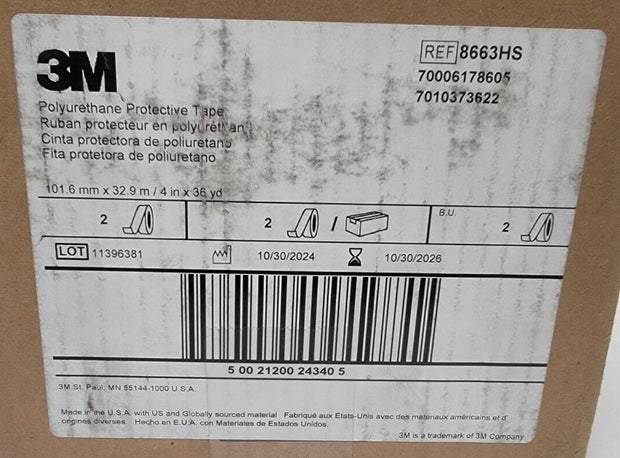 3M
REF 8663HS
70006178605
7010373622
Polyurethane Protective Tape
Ruban protecteur en polyuréthan
Cinta protectora de poliuretano
Fita protetora de poliuretano
101.6 mm x 32.9 m / 4 in x 36 yd
2
2 /
B.U. 2
LOT 11396381 10/30/2024 10/30/2026
5 00 21200 24340 5
3M St. Paul, MN 55144-1000 U.S.A.
Made in the U.S.A. with US and Globally sourced material Fabriqué aux États-Unis avec des matériaux américains et d'
origines diverses Hecho en E.U.A. con Materiales de Estados Unidos.
3M is a trademark of 3M Company